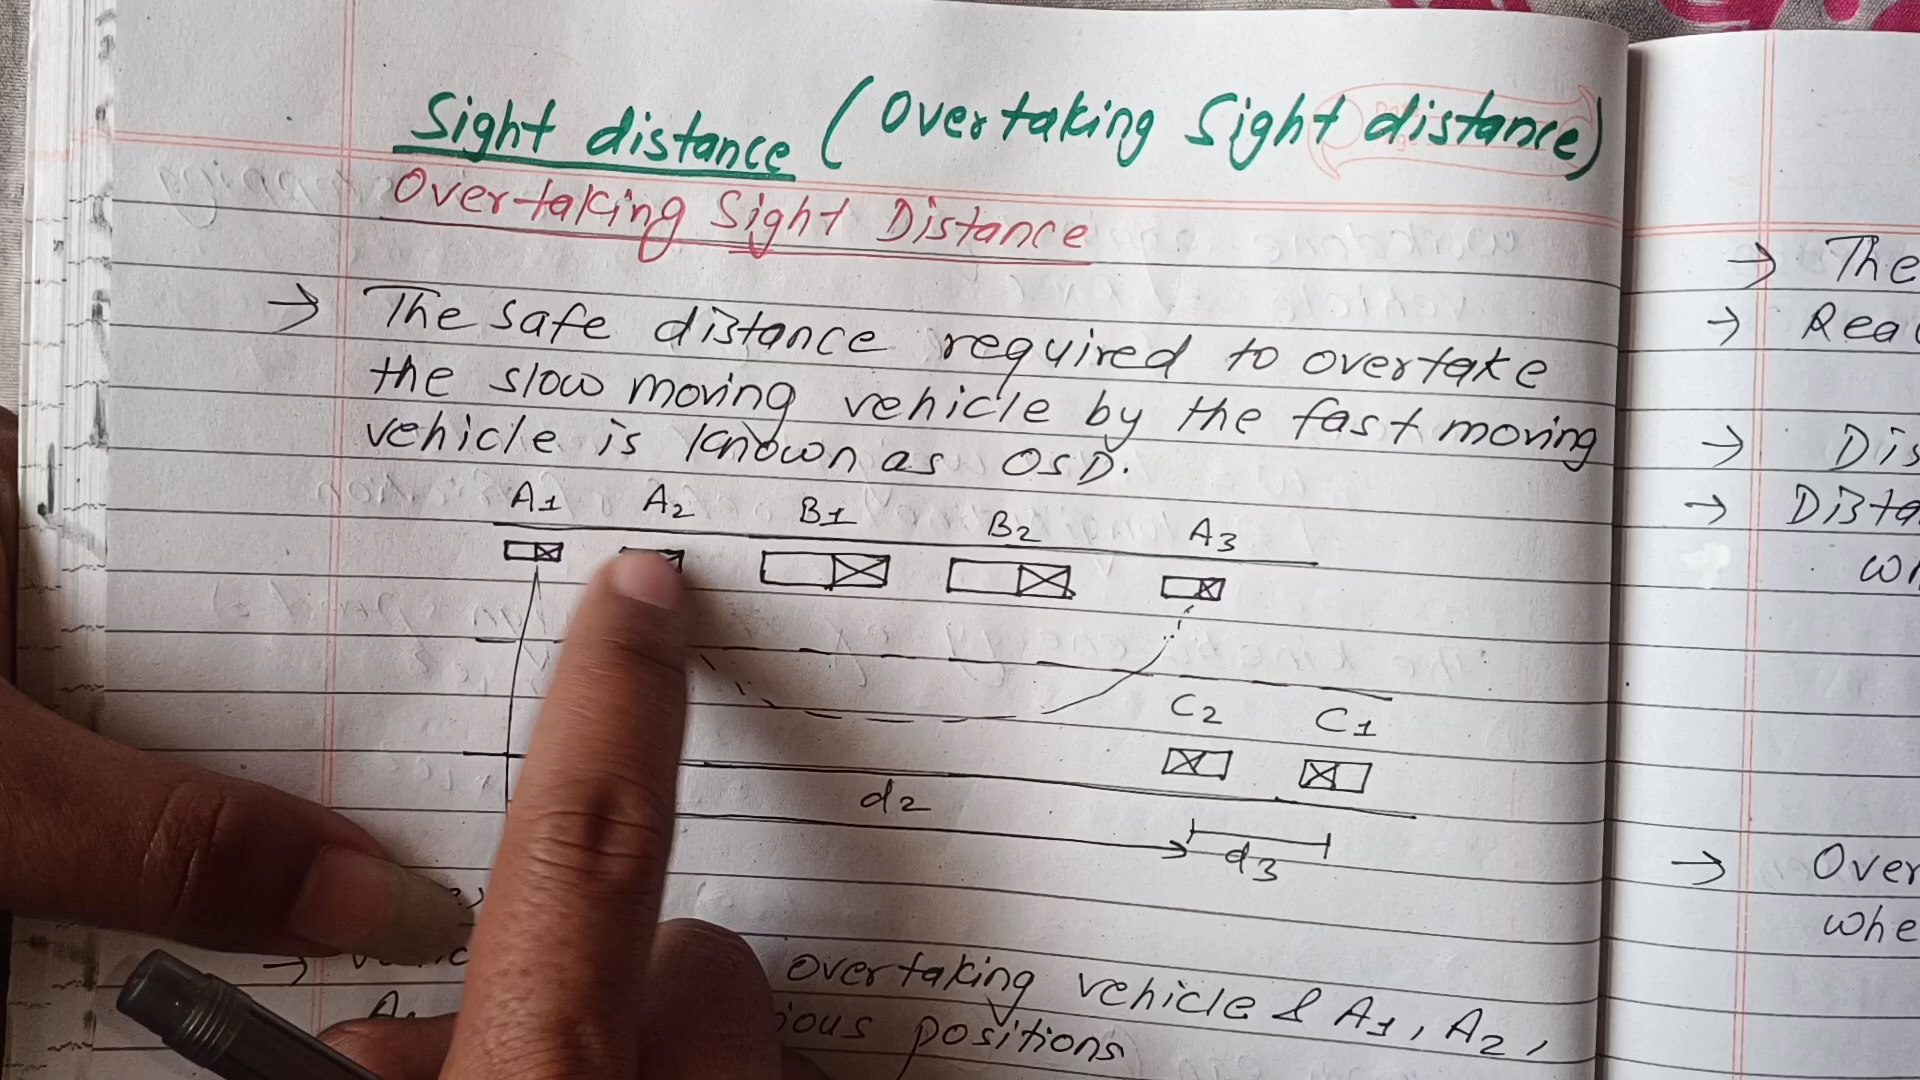 Sight distance (Overtaking Sight distance)
Overtaking Sight Distance
→ The safe distance required to overtake
the slow moving vehicle by the fast moving
vehicle is known as OSD.
A1 A2 B1 B2 A3
C2 C1
d2
d3
overtaking vehicle & A1, A2,
positions
→ The
→ Rea
→ Dis
→ Dista
→ Over
whe